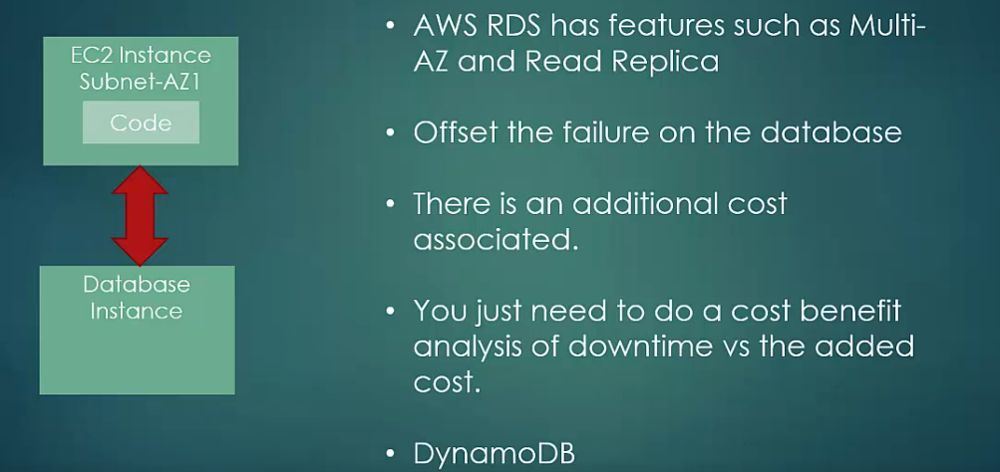 EC2 Instance
Subnet-AZ1
Code
Database
Instance
• AWS RDS has features such as Multi-
AZ and Read Replica
• Offset the failure on the database
• There is an additional cost
associated.
• You just need to do a cost benefit
analysis of downtime vs the added
cost.
• DynamoDB